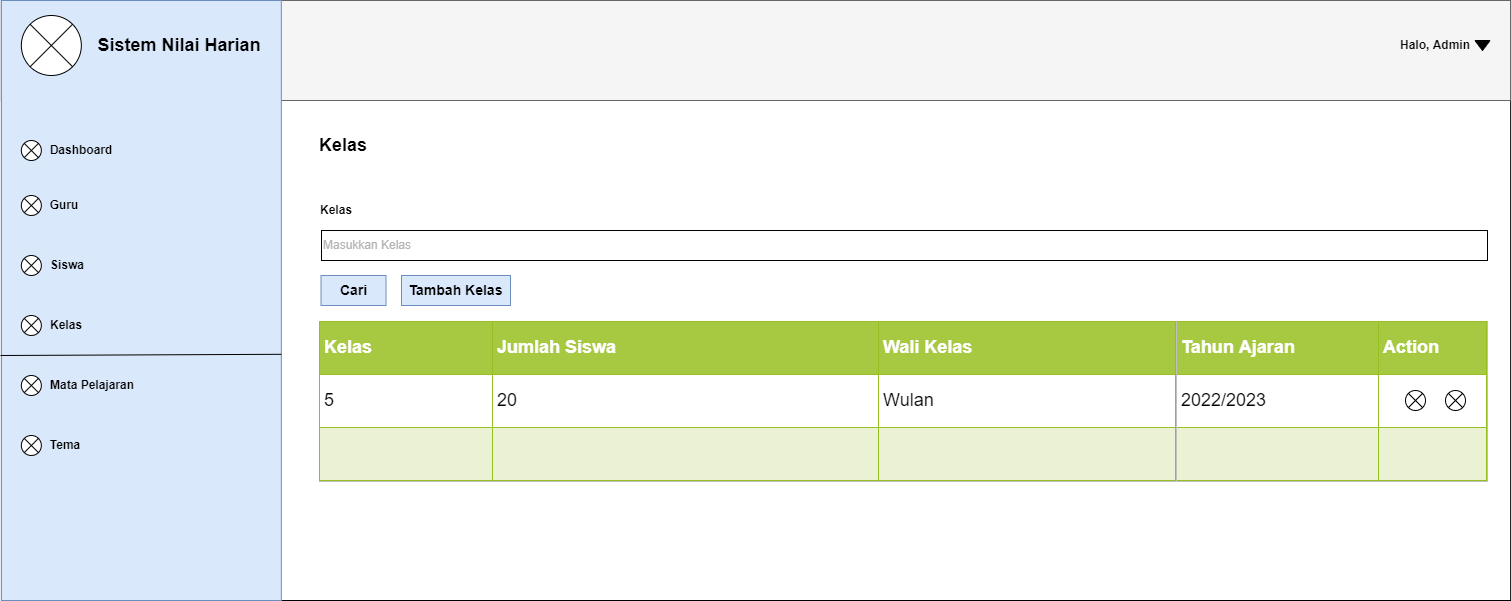 Sistem Nilai Harian
Halo, Admin
Dashboard
Guru
Siswa
Kelas
Mata Pelajaran
Tema
Kelas
Kelas
Masukkan Kelas
Cari Tambah Kelas
Kelas Jumlah Siswa Wali Kelas Tahun Ajaran Action
5 20 Wulan 2022/2023